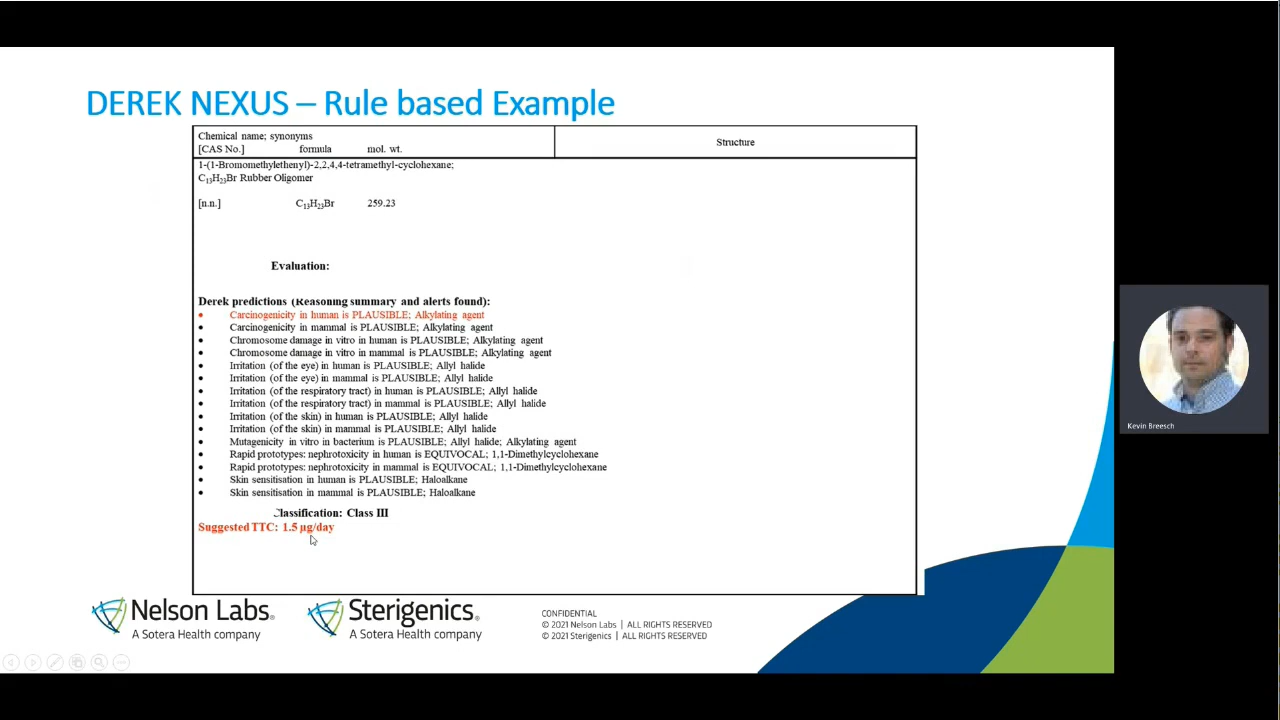 DEREK NEXUS – Rule based Example
Chemical name; synonyms
[CAS No.] formula mol. wt.
Structure
1-(1-Bromomethylethenyl)-2,2,4,4-tetramethyl-cyclohexane;
C₁₃H₂₃Br Rubber Oligomer
[n.n.] C₁₃H₂₃Br 259.23
Evaluation:
Derek predictions (Reasoning summary and alerts found):
• Carcinogenicity in human is PLAUSIBLE; Alkylating agent
• Carcinogenicity in mammal is PLAUSIBLE; Alkylating agent
• Chromosome damage in vitro in human is PLAUSIBLE; Alkylating agent
• Chromosome damage in vitro in mammal is PLAUSIBLE; Alkylating agent
• Irritation (of the eye) in human is PLAUSIBLE; Allyl halide
• Irritation (of the eye) in mammal is PLAUSIBLE; Allyl halide
• Irritation (of the respiratory tract) in human is PLAUSIBLE; Allyl halide
• Irritation (of the respiratory tract) in mammal is PLAUSIBLE; Allyl halide
• Irritation (of the skin) in human is PLAUSIBLE; Allyl halide
• Irritation (of the skin) in mammal is PLAUSIBLE; Allyl halide
• Mutagenicity in vitro in bacterium is PLAUSIBLE; Allyl halide; Alkylating agent
• Rapid prototypes: nephrotoxicity in human is EQUIVOCAL; 1,1-Dimethylcyclohexane
• Rapid prototypes: nephrotoxicity in mammal is EQUIVOCAL; 1,1-Dimethylcyclohexane
• Skin sensitisation in human is PLAUSIBLE; Haloalkane
• Skin sensitisation in mammal is PLAUSIBLE; Haloalkane
Classification: Class III
Suggested TTC: 1.5 µg/day
Nelson Labs®
A Sotera Health company
Sterigenics®
A Sotera Health company
CONFIDENTIAL
© 2021 Nelson Labs | ALL RIGHTS RESERVED
© 2021 Sterigenics | ALL RIGHTS RESERVED
Kevin Breesch